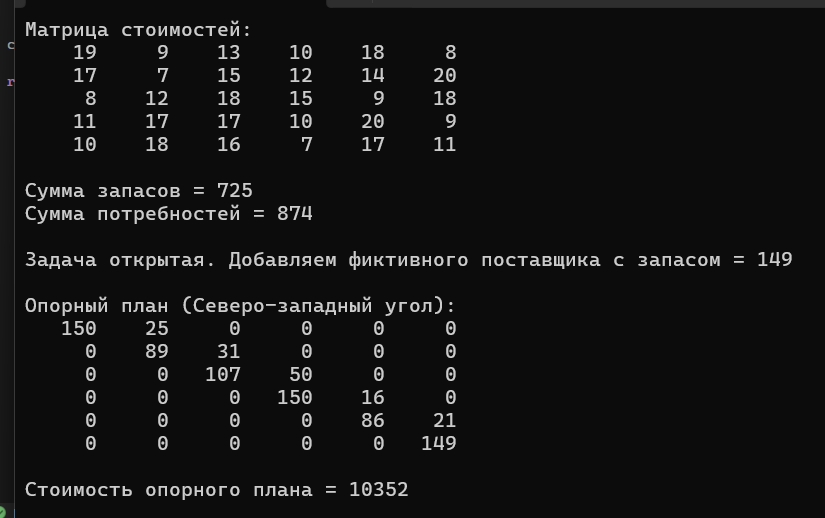 Матрица стоимостей:
19 9 13 10 18 8
17 7 15 12 14 20
8 12 18 15 9 18
11 17 17 10 20 9
10 18 16 7 17 11
Сумма запасов = 725
Сумма потребностей = 874
Задача открытая. Добавляем фиктивного поставщика с запасом = 149
Опорный план (Северо-западный угол):
150 25 0 0 0 0
0 89 31 0 0 0
0 0 107 50 0 0
0 0 0 150 16 0
0 0 0 0 86 21
0 0 0 0 0 149
Стоимость опорного плана = 10352